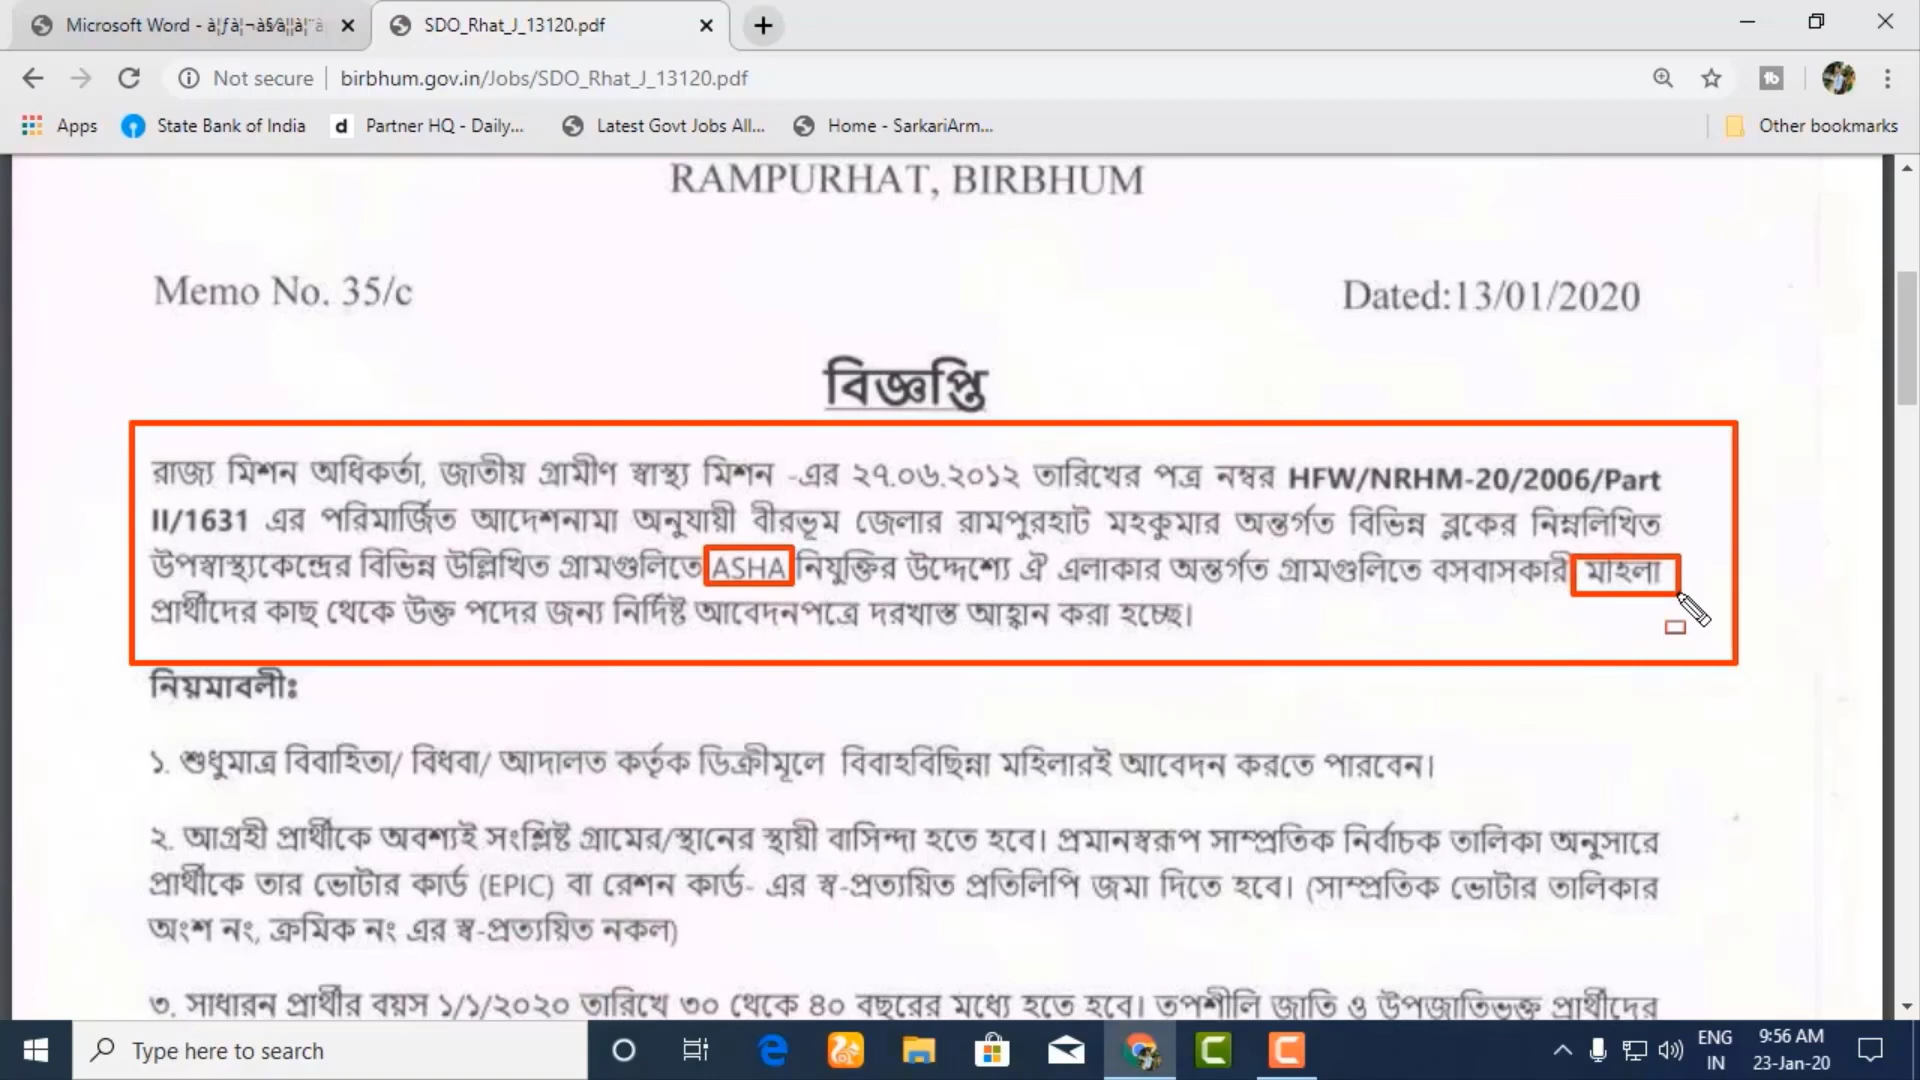 Microsoft Word - à¦ƒà¦¬à§à¦¦à¦¨à
SDO_Rhat_J_13120.pdf
Not secure
birbhum.gov.in/Jobs/SDO_Rhat_J_13120.pdf
Apps
State Bank of India
Partner HQ - Daily...
Latest Govt Jobs All...
Home - SarkariArm...
Other bookmarks
RAMPURHAT, BIRBHUM
Memo No. 35/c
Dated:13/01/2020
বিজ্ঞপ্তি
রাজ্য মিশন অধিকর্তা, জাতীয় গ্রামীণ স্বাস্থ্য মিশন -এর ২৭.০৬.২০১২ তারিখের পত্র নম্বর HFW/NRHM-20/2006/Part
II/1631 এর পরিমার্জিত আদেশনামা অনুযায়ী বীরভূম জেলার রামপুরহাট মহকুমার অন্তর্গত বিভিন্ন ব্লকের নিম্নলিখিত
উপস্বাস্থ্যকেন্দ্রের বিভিন্ন উল্লিখিত গ্রামগুলিতে ASHA নিযুক্তির উদ্দেশ্যে ঐ এলাকার অন্তর্গত গ্রামগুলিতে বসবাসকারী মহিলা
প্রার্থীদের কাছ থেকে উক্ত পদের জন্য নির্দিষ্ট আবেদনপত্রে দরখাস্ত আহ্বান করা হচ্ছে।
নিয়মাবলীঃ
১. শুধুমাত্র বিবাহিতা/ বিধবা/ আদালত কর্তৃক ডিক্রীমূলে বিবাহবিছিন্না মহিলারই আবেদন করতে পারবেন।
২. আগ্রহী প্রার্থীকে অবশ্যই সংশ্লিষ্ট গ্রামের/স্থানের স্থায়ী বাসিন্দা হতে হবে। প্রমানস্বরূপ সাম্প্রতিক নির্বাচক তালিকা অনুসারে
প্রার্থীকে তার ভোটার কার্ড (EPIC) বা রেশন কার্ড- এর স্ব-প্রত্যয়িত প্রতিলিপি জমা দিতে হবে। (সাম্প্রতিক ভোটার তালিকার
অংশ নং, ক্রমিক নং এর স্ব-প্রত্যয়িত নকল)
৩. সাধারন প্রার্থীর বয়স ১/১/২০২০ তারিখে ৩০ থেকে ৪০ বছরের মধ্যে হতে হবে। তপশীলি জাতি ও উপজাতিভুক্ত প্রার্থীদের
Type here to search
ENG
IN
9:56 AM
23-Jan-20